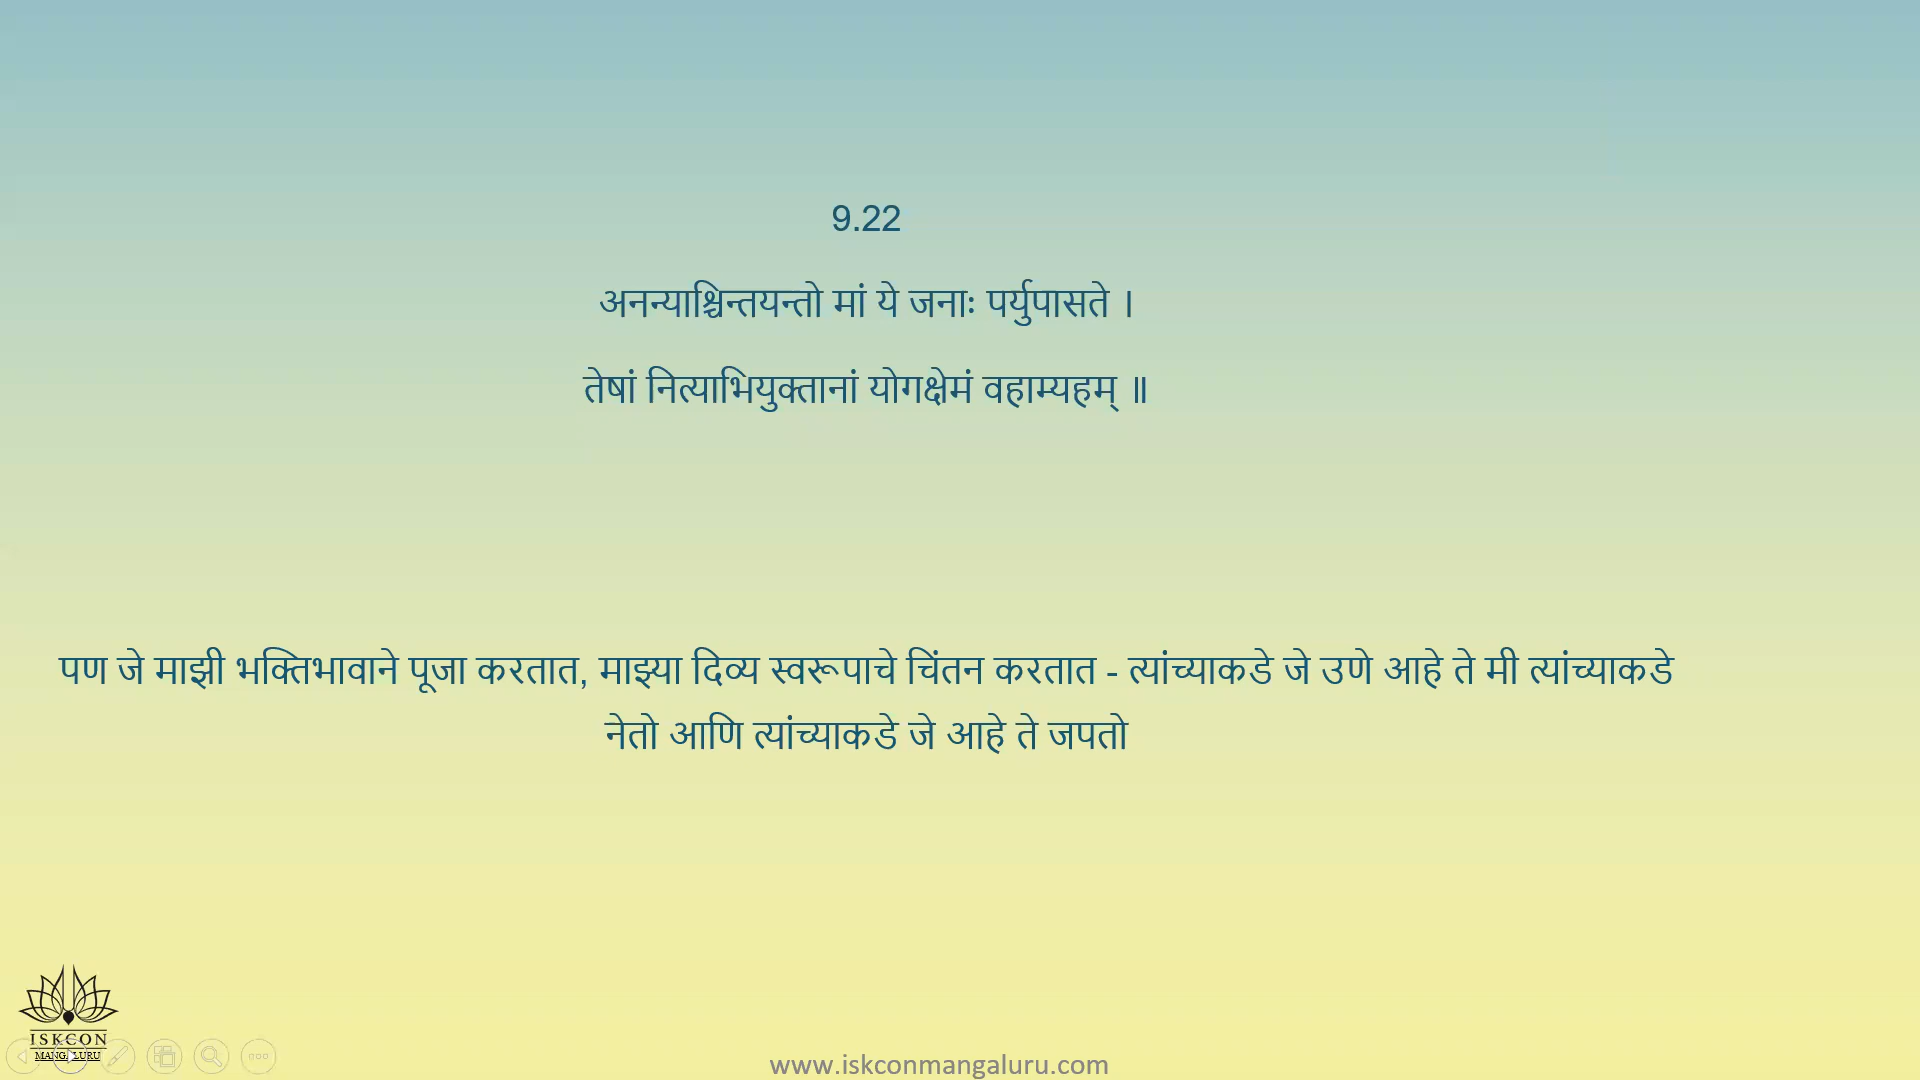 9.22
अनन्याश्चिन्तयन्तो मां ये जनाः पर्युपासते ।
तेषां नित्याभियुक्तानां योगक्षेमं वहाम्यहम् ॥
पण जे माझी भक्तिभावाने पूजा करतात, माझ्या दिव्य स्वरूपाचे चिंतन करतात - त्यांच्याकडे जे उणे आहे ते मी त्यांच्याकडे
नेतो आणि त्यांच्याकडे जे आहे ते जपतो
ISKCON
MANGALURU
www.iskconmangaluru.com